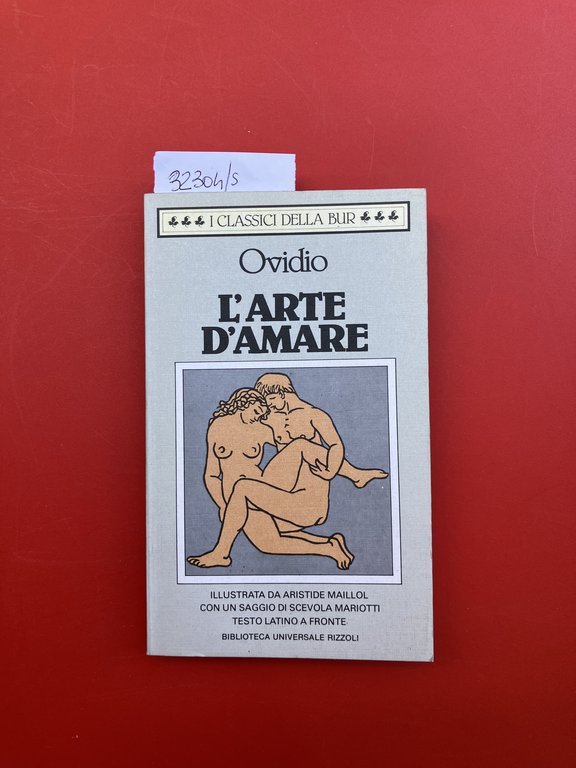 32304/s
I CLASSICI DELLA BUR
Ovidio
L'ARTE
D'AMARE
ILLUSTRATA DA ARISTIDE MAILLOL
CON UN SAGGIO DI SCEVOLA MARIOTTI
TESTO LATINO A FRONTE
BIBLIOTECA UNIVERSALE RIZZOLI